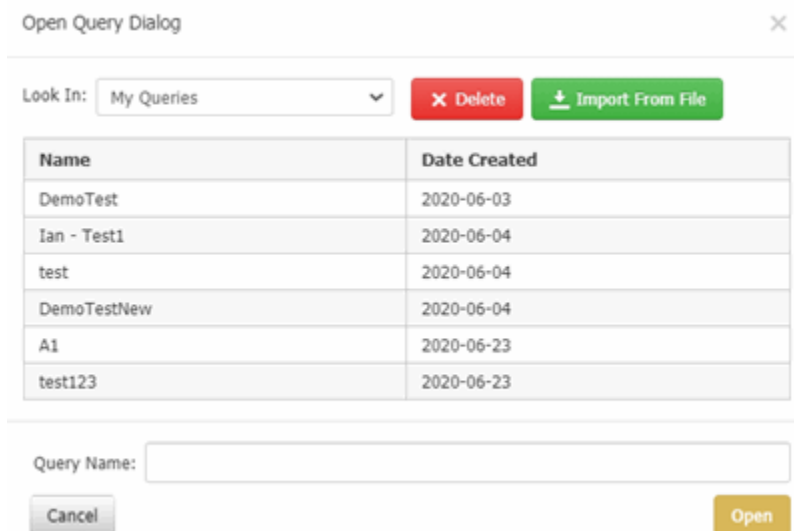 Open Query Dialog ×
Look In: My Queries × Delete Import From File
Name Date Created
DemoTest 2020-06-03
Ian - Test1 2020-06-04
test 2020-06-04
DemoTestNew 2020-06-04
A1 2020-06-23
test123 2020-06-23
Query Name:
Cancel Open